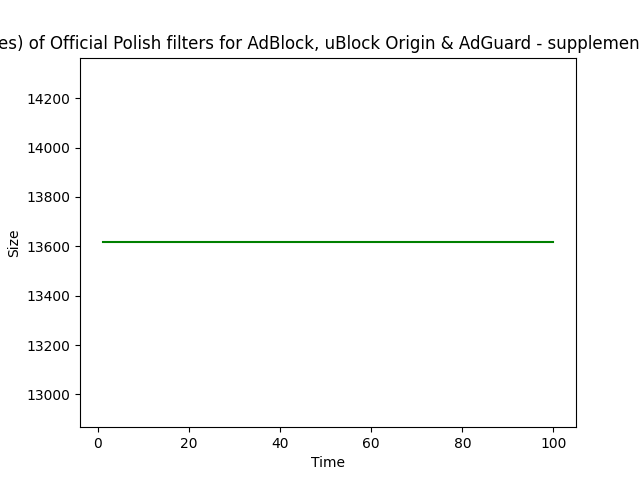 es) of Official Polish filters for AdBlock, uBlock Origin & AdGuard - supplemen
14200
14000
13800
13600
13400
13200
13000
Size
0 20 40 60 80 100
Time